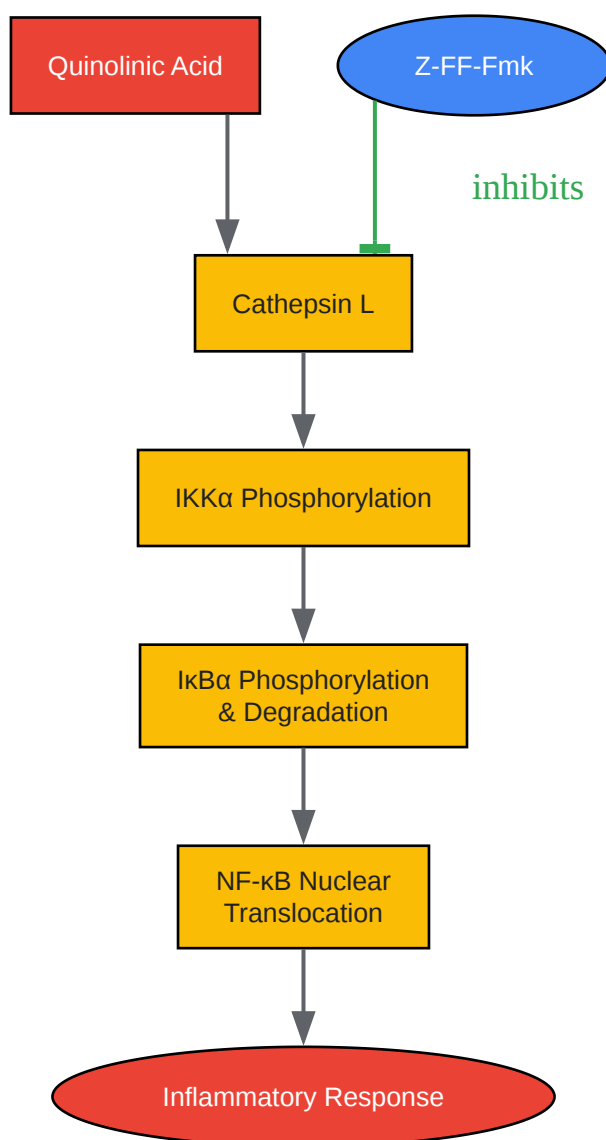 Quinolinic Acid
Z-FF-Fmk
inhibits
Cathepsin L
IKKα Phosphorylation
IκBα Phosphorylation
& Degradation
NF-κB Nuclear
Translocation
Inflammatory Response